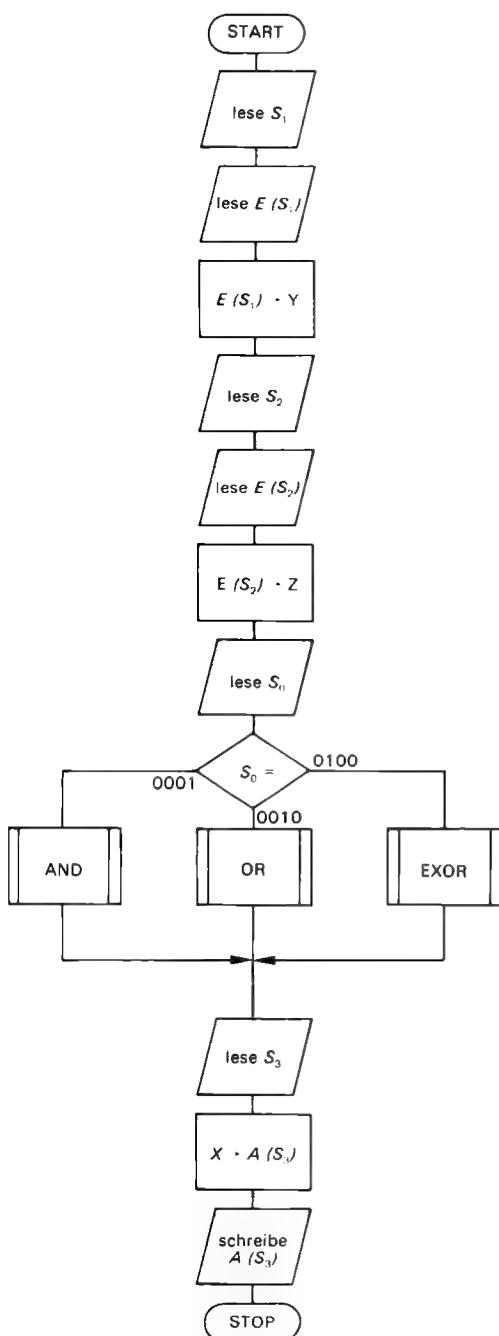 START
lese S₁
lese E (S₁)
E (S₁) → Y
lese S₂
lese E (S₂)
E (S₂) → Z
lese S₀
S₀ =
0001
0010
0100
AND
OR
EXOR
lese S₃
X → A (S₃)
schreibe
A (S₃)
STOP